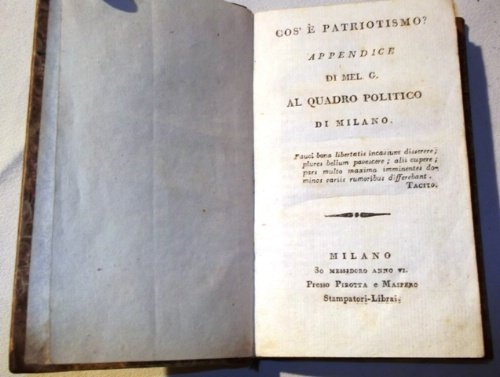 COS' È PATRIOTISMO?
APPENDICE
DI MEL. G.
AL QUADRO POLITICO
DI MILANO.
Pauci bona libertatis incassum disserere;
plures bellum pavescere; alii cupere;
pars multo maxima imminentes do-
minos variis rumoribus differebant.
TACITO.
MILANO
30 MESSIDORO ANNO VI.
Presso PIROTTA e MASPERO
Stampatori-Librai.